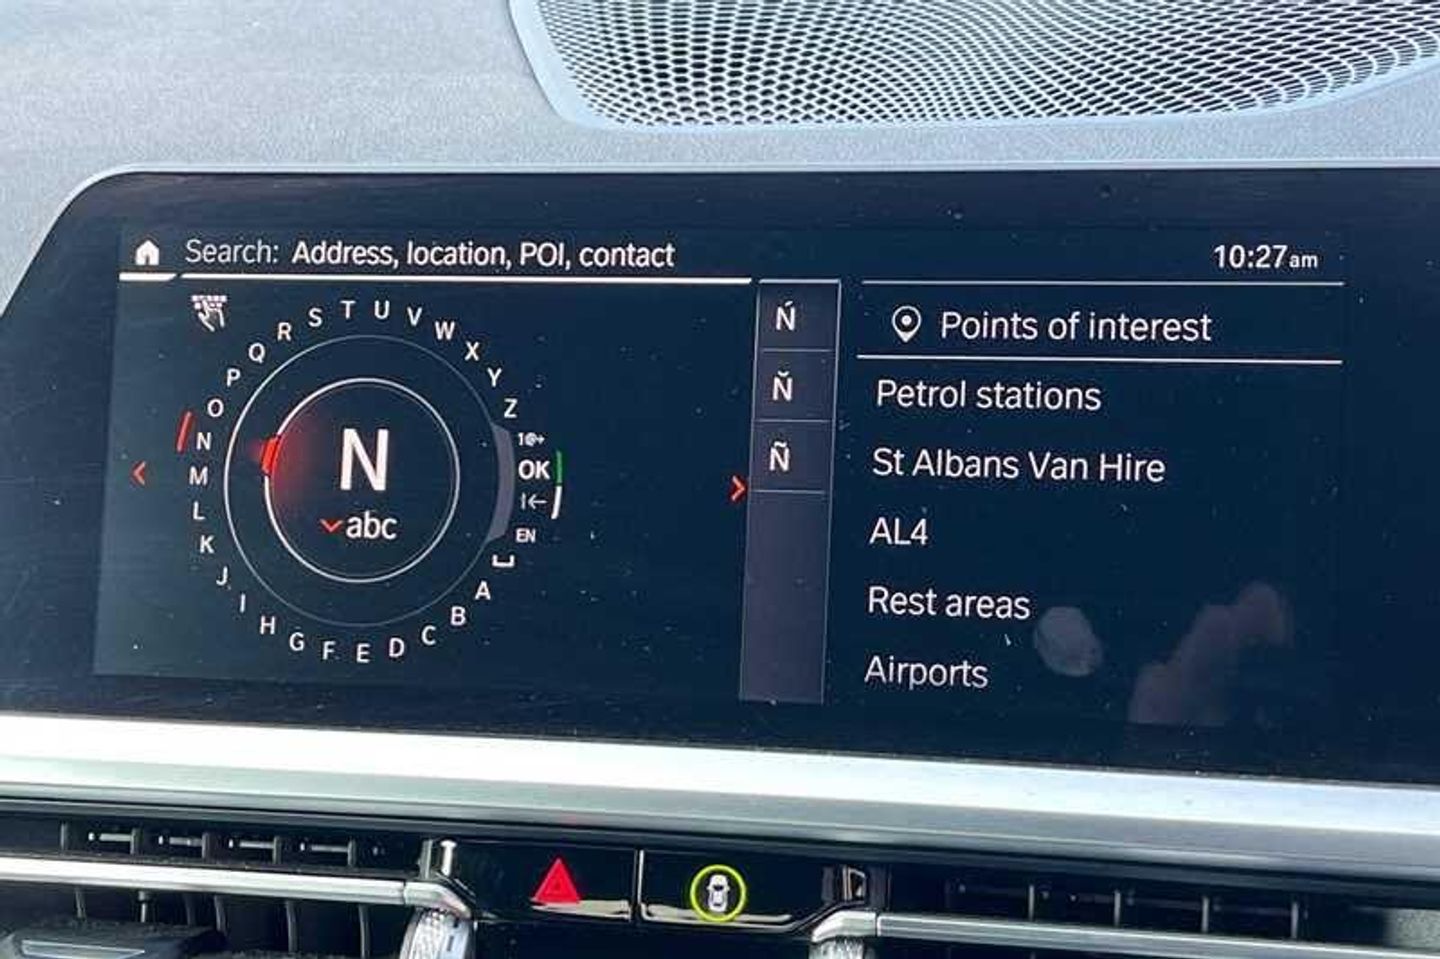 Search: Address, location, POI, contact
10:27am
A
B
C
D
E
F
G
H
I
J
K
L
M
N
O
P
Q
R
S
T
U
V
W
X
Y
Z
OK
EN
N
abc
Ń
Ň
Ñ
Points of interest
Petrol stations
St Albans Van Hire
AL4
Rest areas
Airports